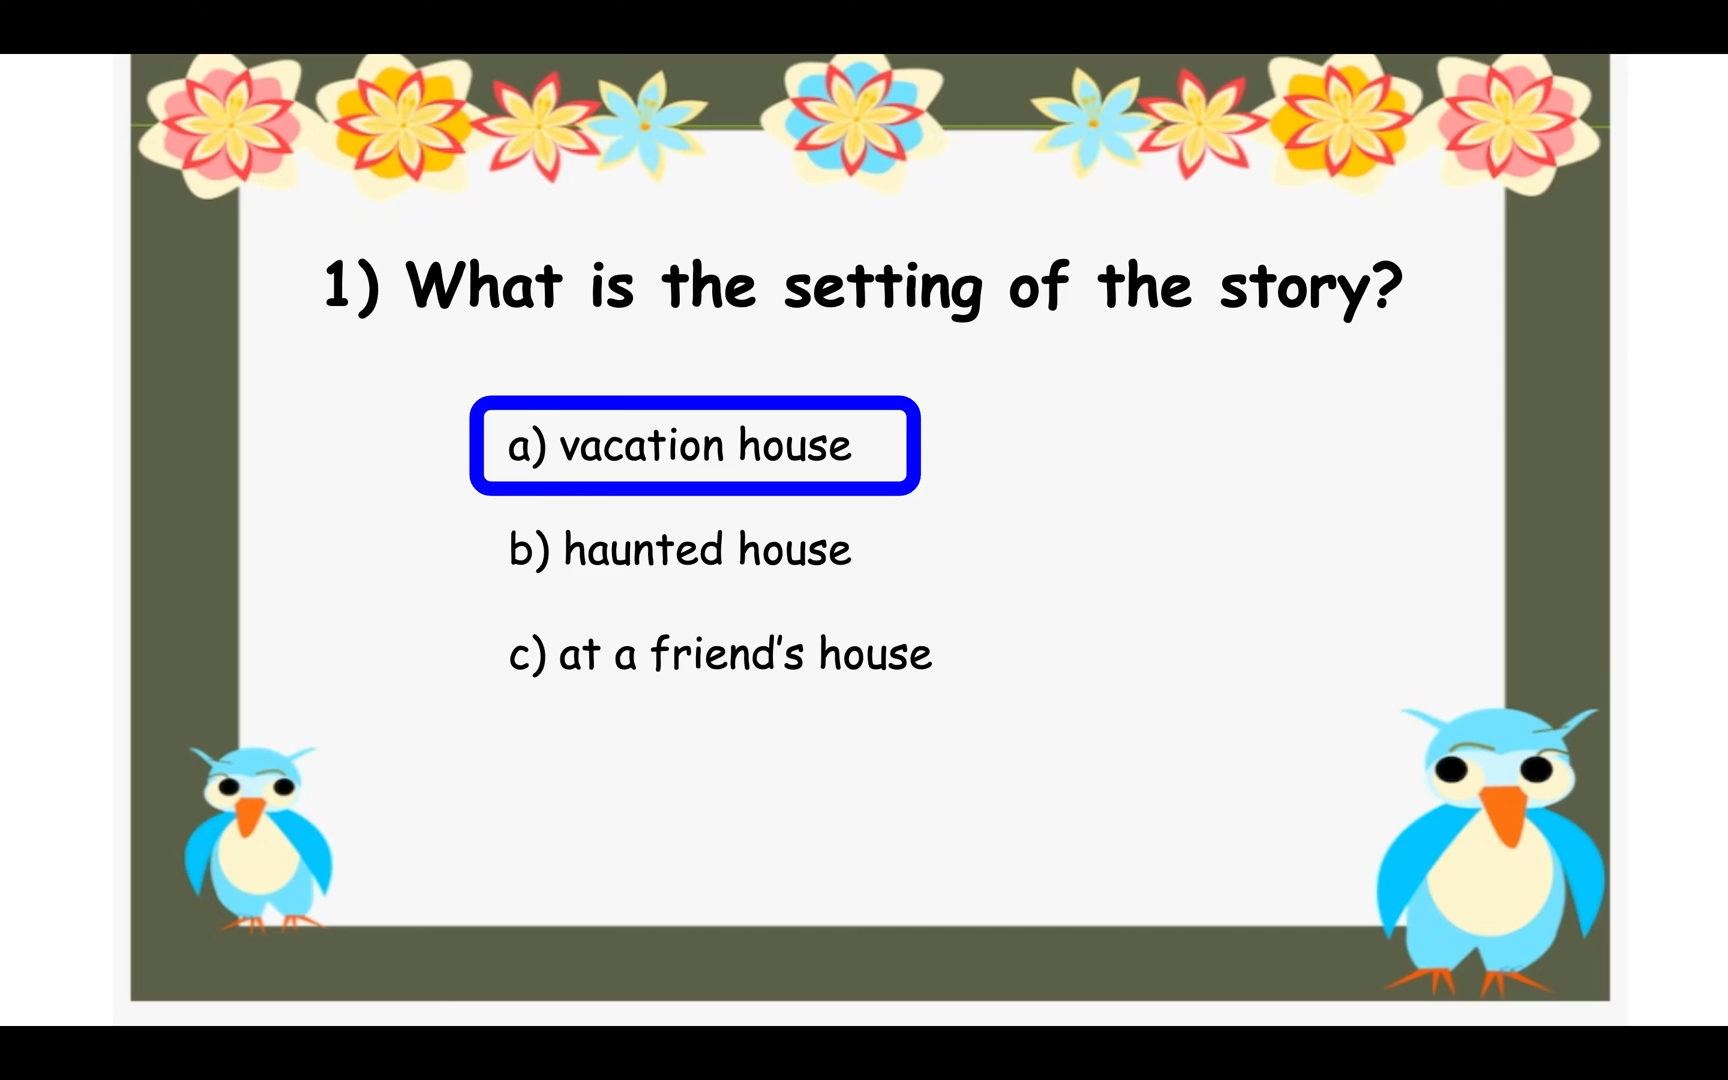 1) What is the setting of the story?
a) vacation house
b) haunted house
c) at a friend's house